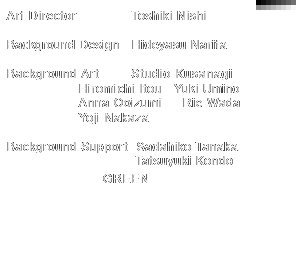 Art Director Toshiki Nishi
Background Design Hideyasu Narita
Background Art Studio Kusanagi
Hiromichi Itou Yuki Umino
Anna Ooizumi Rie Wada
Yoji Nakaza
Background Support Sadahiko Tanaka
Tatsuyuki Kondo
GREEN